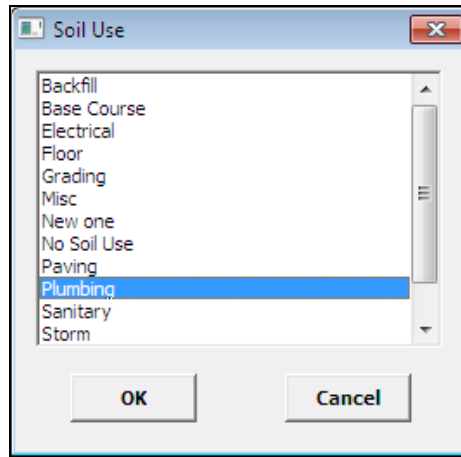 Soil Use
Backfill
Base Course
Electrical
Floor
Grading
Misc
New one
No Soil Use
Paving
Plumbing
Sanitary
Storm
OK
Cancel